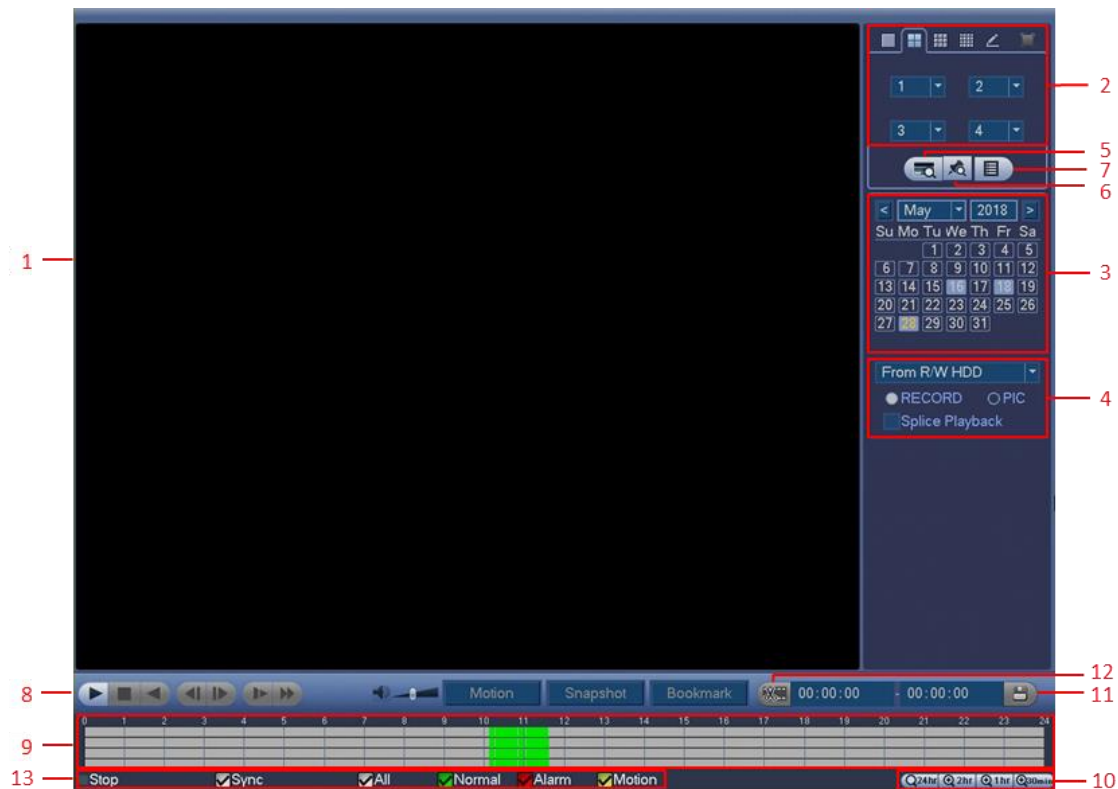 1 2
3 4
2
5
7
6
< May 2018 >
Su Mo Tu We Th Fr Sa
1 2 3 4 5
6 7 8 9 10 11 12
13 14 15 16 17 18 19
20 21 22 23 24 25 26
27 28 29 30 31
1
3
From R/W HDD
RECORD PIC
Splice Playback
4
12
8
Motion Snapshot Bookmark 00:00:00 - 00:00:00
11
0 1 2 3 4 5 6 7 8 9 10 11 12 13 14 15 16 17 18 19 20 21 22 23 24
9
13
Stop Sync All Normal Alarm Motion
24hr 2hr 1hr 30min
10